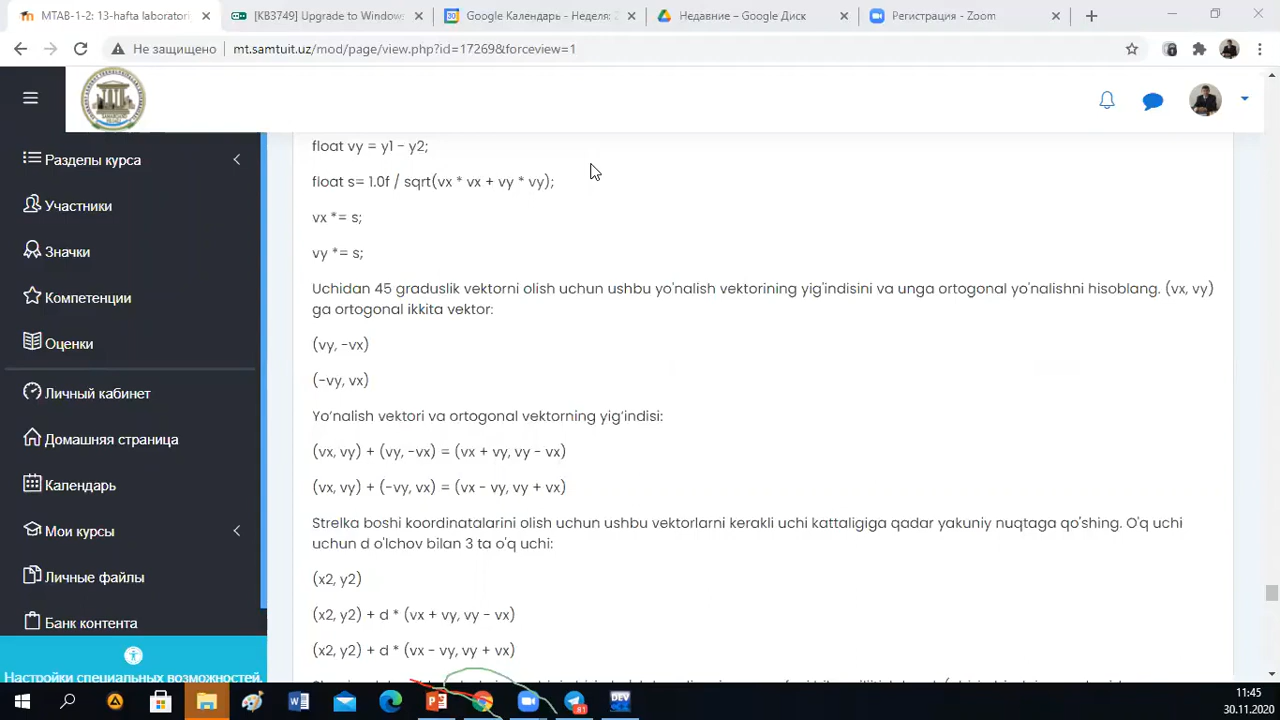 MTAB-1-2: 13-hafta laboratori
[KB3749] Upgrade to Windows
Google Календарь - Неделя: 2
Недавние – Google Диск
Регистрация - Zoom
Не защищено
mt.samtuit.uz/mod/page/view.php?id=17269&forceview=1
Разделы курса
Участники
Значки
Компетенции
Оценки
Личный кабинет
Домашняя страница
Календарь
Мои курсы
Личные файлы
Банк контента
Настройки специальных возможностей.
float vy = y1 - y2;
float s= 1.0f / sqrt(vx * vx + vy * vy);
vx *= s;
vy *= s;
Uchidan 45 graduslik vektorni olish uchun ushbu yo'nalish vektorining yig'indisini va unga ortogonal yo'nalishni hisoblang. (vx, vy)
ga ortogonal ikkita vektor:
(vy, -vx)
(-vy, vx)
Yo‘nalish vektori va ortogonal vektorning yig‘indisi:
(vx, vy) + (vy, -vx) = (vx + vy, vy - vx)
(vx, vy) + (-vy, vx) = (vx - vy, vy + vx)
Strelka boshi koordinatalarini olish uchun ushbu vektorlarni kerakli uchi kattaligiga qadar yakuniy nuqtaga qo'shing. O'q uchi
uchun d o'lchov bilan 3 ta o'q uchi:
(x2, y2)
(x2, y2) + d * (vx + vy, vy - vx)
(x2, y2) + d * (vx - vy, vy + vx)
DEV
11:45
30.11.2020